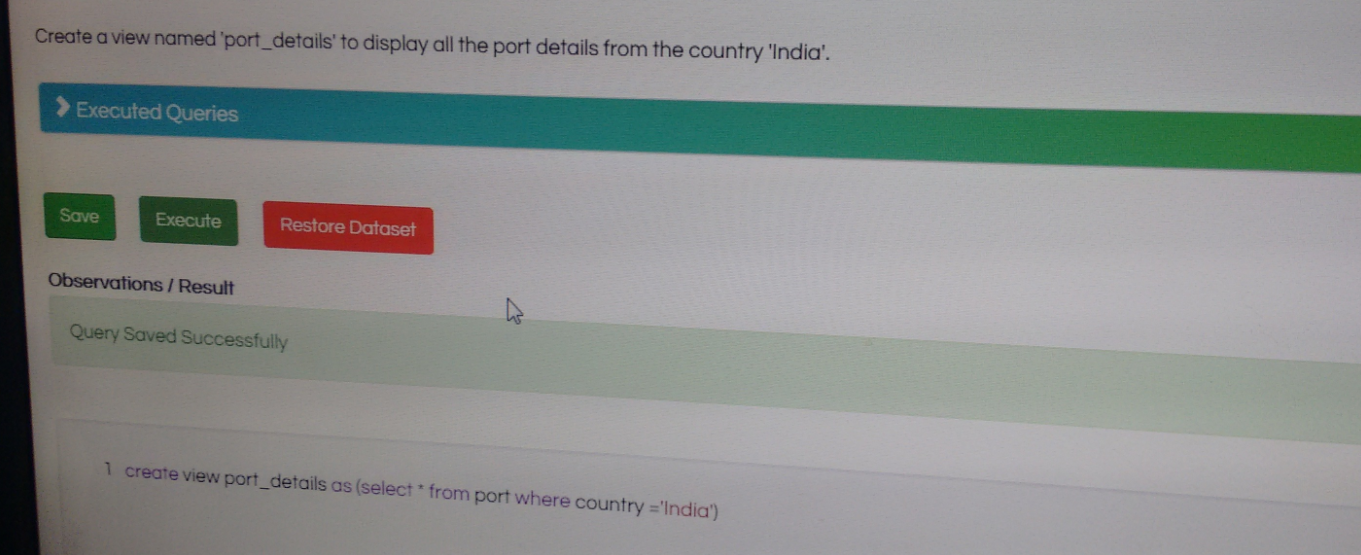 Create a view named 'port_details' to display all the port details from the country 'India'.
Executed Queries
Save Execute Restore Dataset
Observations / Result
Query Saved Successfully
1 create view port_details as (select * from port where country ='India')